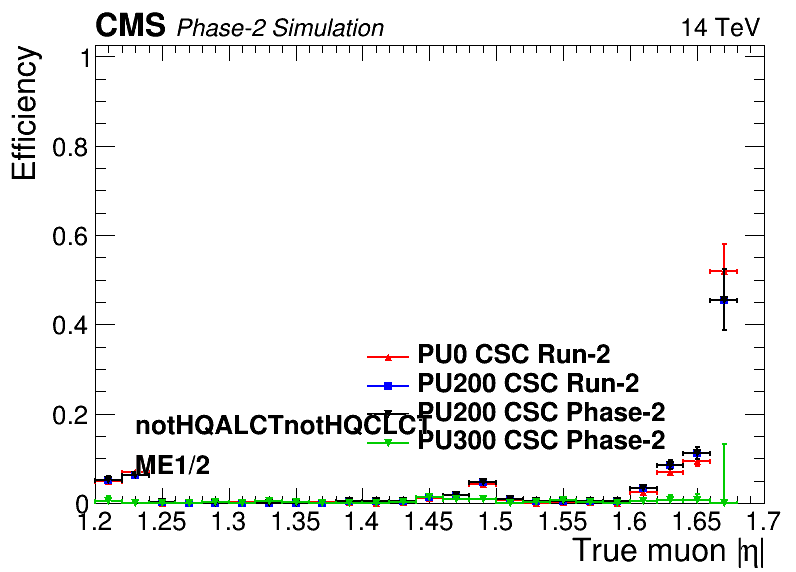 CMS Phase-2 Simulation 14 TeV
Efficiency
1
0.8
0.6
0.4
0.2
0
PU0 CSC Run-2
PU200 CSC Run-2
PU200 CSC Phase-2
PU300 CSC Phase-2
notHQALCTnotHQCLCT
ME1/2
1.2 1.25 1.3 1.35 1.4 1.45 1.5 1.55 1.6 1.65 1.7
True muon |η|